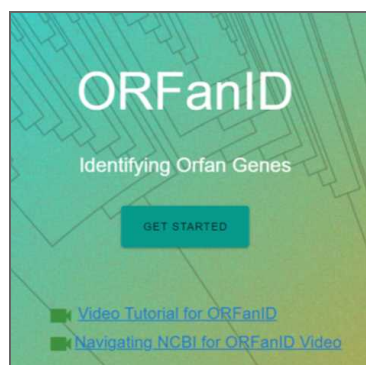 ORFanID
Identifying Orfan Genes
GET STARTED
Video Tutorial for ORFanID
Navigating NCBI for ORFanID Video